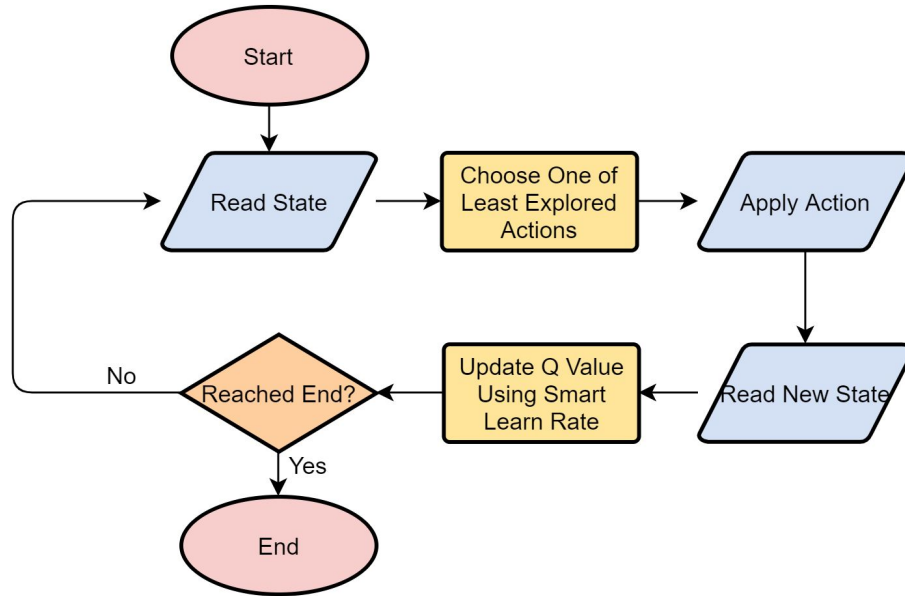 Start
Read State
Choose One of
Least Explored
Actions
Apply Action
Read New State
Update Q Value
Using Smart
Learn Rate
Reached End?
No
Yes
End